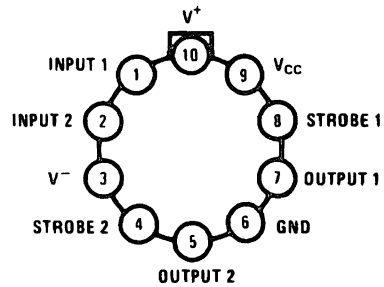 V+
INPUT 1 1 10 9 VCC
INPUT 2 2 8 STROBE 1
V− 3 7 OUTPUT 1
STROBE 2 4 5 6 GND
OUTPUT 2